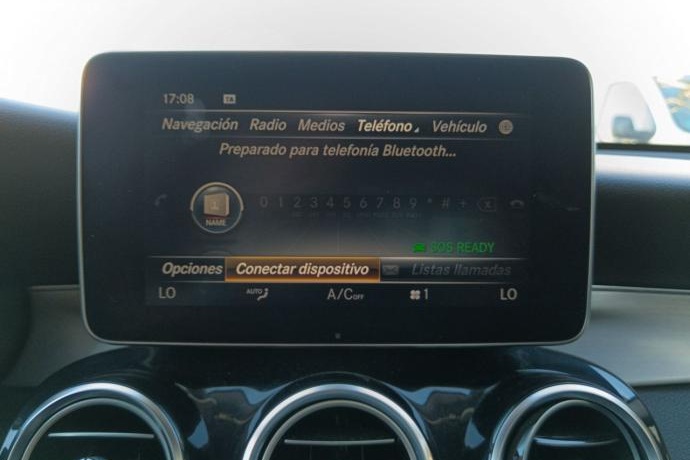 17:08 TA
Navegación Radio Medios Teléfono Vehículo
Preparado para telefonía Bluetooth...
NAME 0 1 2 3 4 5 6 7 8 9 * # +
SOS READY
Opciones Conectar dispositivo Listas llamadas
LO AUTO A/C OFF 1 LO